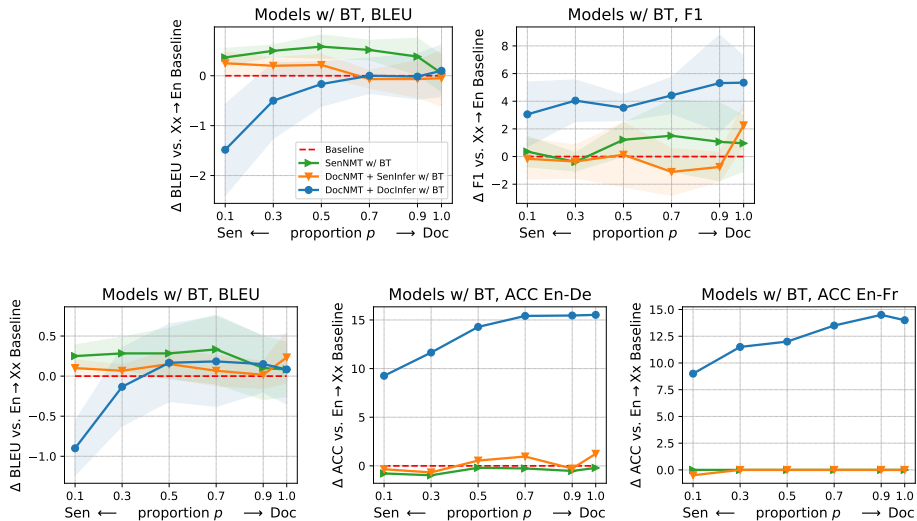 Models w/ BT, BLEU
Δ BLEU vs. Xx→En Baseline
0
−1
−2
Baseline
SenNMT w/ BT
DocNMT + SenInfer w/ BT
DocNMT + DocInfer w/ BT
0.1 0.3 0.5 0.7 0.9 1.0
Sen ⟵ proportion p ⟶ Doc
Models w/ BT, F1
Δ F1 vs. Xx→En Baseline
8
6
4
2
0
−2
0.1 0.3 0.5 0.7 0.9 1.0
Sen ⟵ proportion p ⟶ Doc
Models w/ BT, BLEU
Δ BLEU vs. En→Xx Baseline
0.5
0.0
−0.5
−1.0
0.1 0.3 0.5 0.7 0.9 1.0
Sen ⟵ proportion p ⟶ Doc
Models w/ BT, ACC En-De
Δ ACC vs. En→Xx Baseline
15
10
5
0
0.1 0.3 0.5 0.7 0.9 1.0
Sen ⟵ proportion p ⟶ Doc
Models w/ BT, ACC En-Fr
Δ ACC vs. En→Xx Baseline
15.0
12.5
10.0
7.5
5.0
2.5
0.0
0.1 0.3 0.5 0.7 0.9 1.0
Sen ⟵ proportion p ⟶ Doc